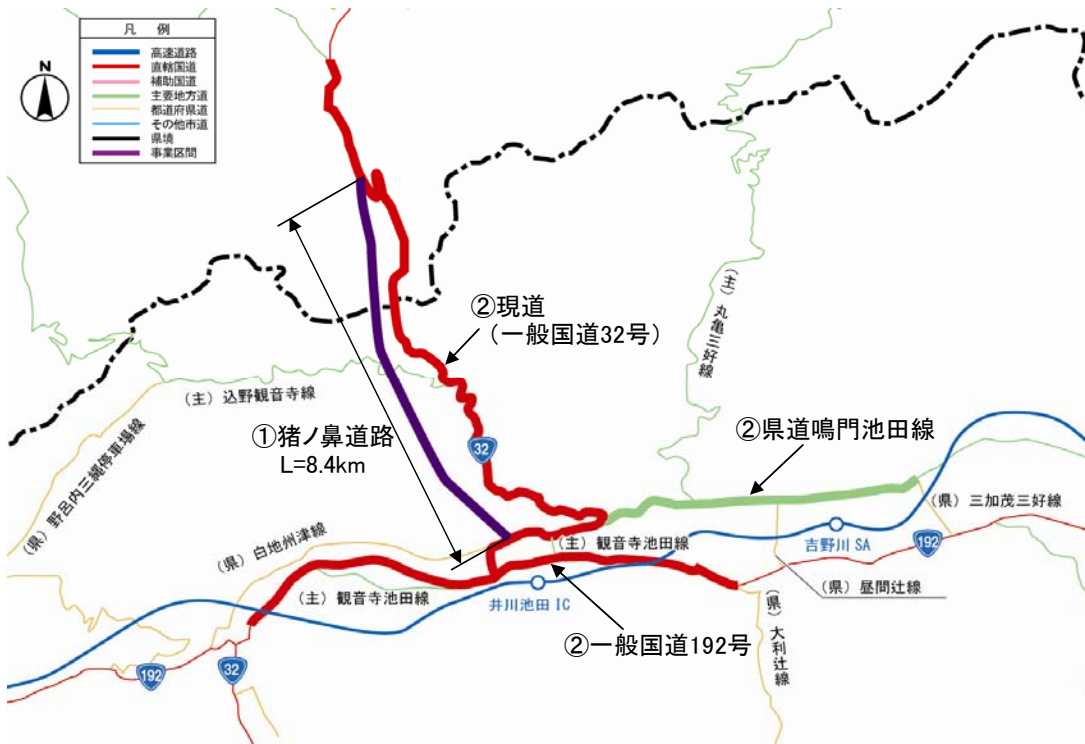 凡 例
高速道路
直轄国道
補助国道
主要地方道
都道府県道
その他市道
県境
事業区間
N
②現道
（一般国道32号）
（主）丸亀三好線
（主）込野観音寺線
①猪ノ鼻道路
L=8.4km
32
②県道鳴門池田線
（県）野呂内三縄停車場線
（県）白地州津線
（主）観音寺池田線
（県）三加茂三好線
吉野川 SA
192
（主）観音寺池田線
井川池田 IC
（県）昼間辻線
②一般国道192号
（県）大利辻線
192
32